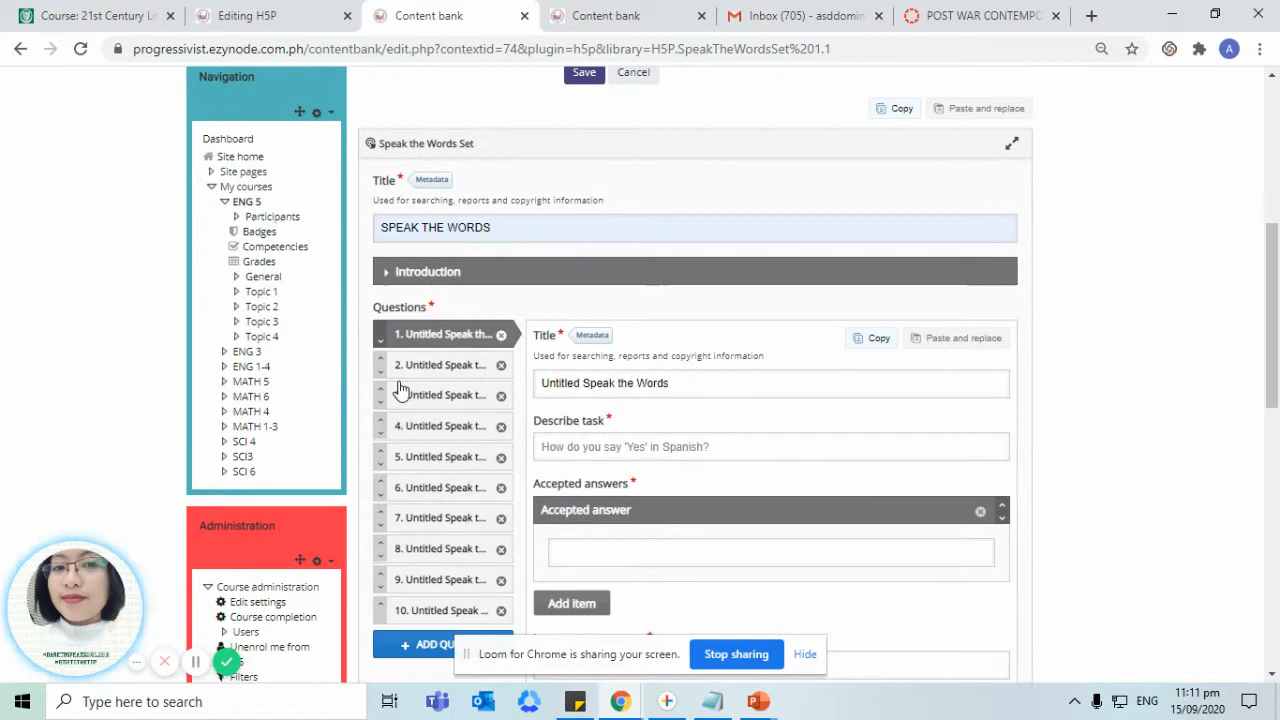 Course: 21st Century Li
Editing H5P
Content bank
Content bank
Inbox (705) - asddomin
POST WAR CONTEMPO
progressivist.ezynode.com.ph/contentbank/edit.php?contextid=74&plugin=h5p&library=H5P.SpeakTheWordsSet%201.1
A
Navigation
Save
Cancel
Copy
Paste and replace
Dashboard
Site home
Site pages
My courses
ENG 5
Participants
Badges
Competencies
Grades
General
Topic 1
Topic 2
Topic 3
Topic 4
ENG 3
ENG 1-4
MATH 5
MATH 6
MATH 4
MATH 1-3
SCI 4
SCI3
SCI 6
Administration
Course administration
Edit settings
Course completion
Users
Unenrol me from
5
Filters
Speak the Words Set
Title* Metadata
Used for searching, reports and copyright information
SPEAK THE WORDS
Introduction
Questions*
1. Untitled Speak th...
2. Untitled Speak t...
Untitled Speak t...
4. Untitled Speak t...
5. Untitled Speak t...
6. Untitled Speak t...
7. Untitled Speak t...
8. Untitled Speak t...
9. Untitled Speak t...
10. Untitled Speak ...
+ ADD QU
Title* Metadata
Copy
Paste and replace
Used for searching, reports and copyright information
Untitled Speak the Words
Describe task*
How do you say 'Yes' in Spanish?
Accepted answers*
Accepted answer
Add item
Loom for Chrome is sharing your screen.
Stop sharing
Hide
Type here to search
ENG
11:11 pm
15/09/2020